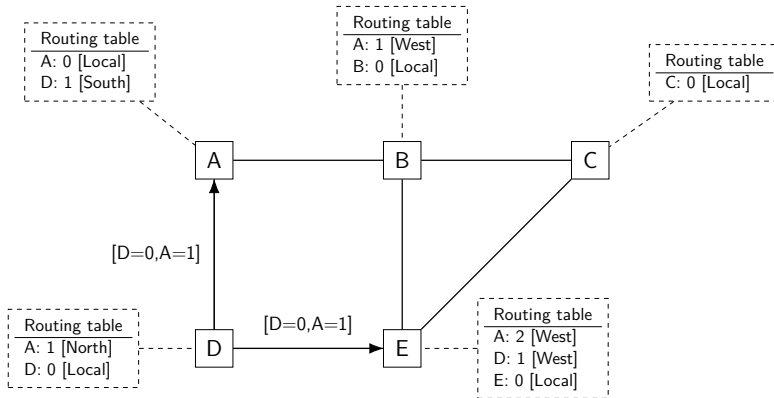 Routing table
A: 0 [Local]
D: 1 [South]
Routing table
A: 1 [West]
B: 0 [Local]
Routing table
C: 0 [Local]
A
B
C
[D=0,A=1]
[D=0,A=1]
Routing table
A: 1 [North]
D: 0 [Local]
D
E
Routing table
A: 2 [West]
D: 1 [West]
E: 0 [Local]